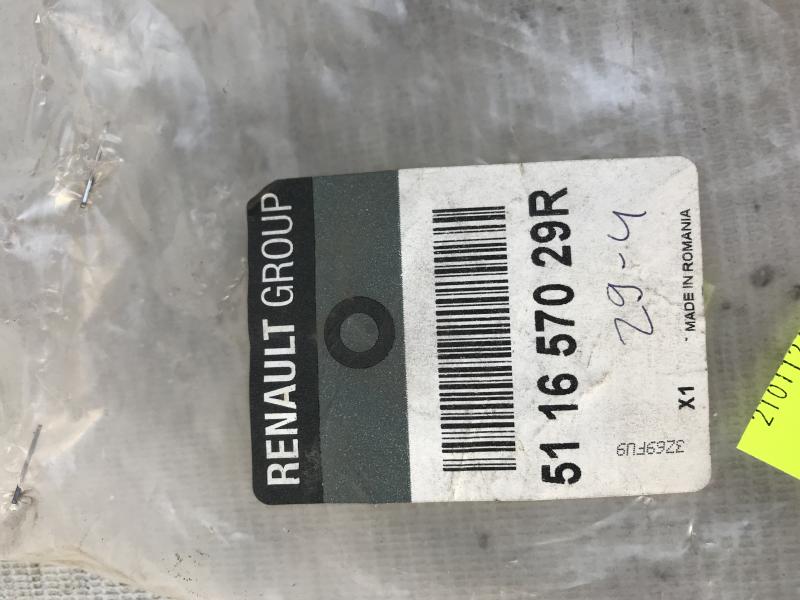 RENAULT GROUP
51 16 570 29R
29-4
3Z69FU9
X1 MADE IN ROMANIA